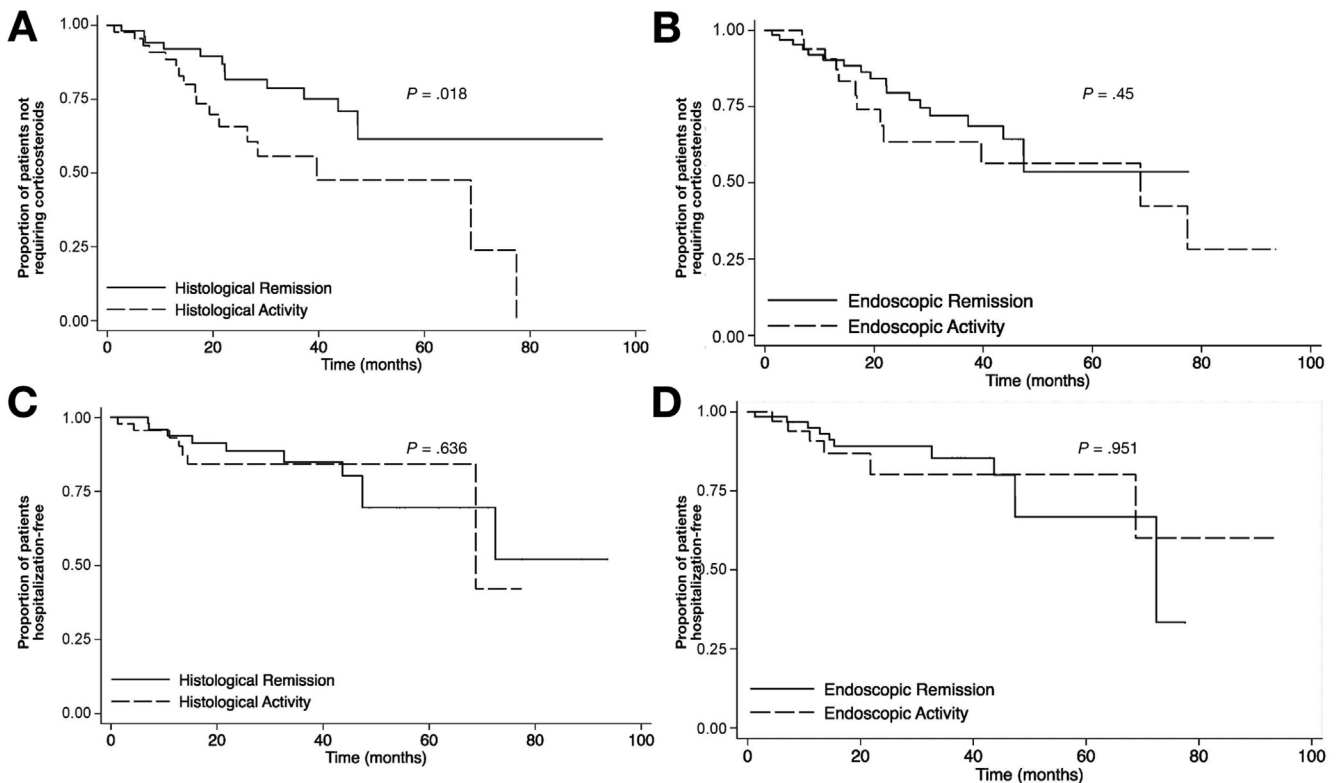 A
Proportion of patients not
requiring corticosteroids
1.00
0.75
0.50
0.25
0.00
P = .018
Histological Remission
Histological Activity
0 20 40 60 80 100
Time (months)
B
Proportion of patients not
requiring corticosteroids
1.00
0.75
0.50
0.25
0.00
P = .45
Endoscopic Remission
Endoscopic Activity
0 20 40 60 80 100
Time (months)
C
Proportion of patients
hospitalization-free
1.00
0.75
0.50
0.25
0.00
P = .636
Histological Remission
Histological Activity
0 20 40 60 80 100
Time (months)
D
Proportion of patients
hospitalization-free
1.00
0.75
0.50
0.25
0.00
P = .951
Endoscopic Remission
Endoscopic Activity
0 20 40 60 80 100
Time (months)